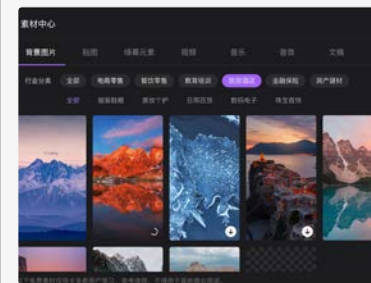 素材中心
背景图片 贴图 绿幕元素 视频 音乐 音效 文稿
行业分类 全部 电商零售 餐饮零售 教育培训 旅游酒店 金融保险 房产建材
全部 服装鞋帽 美妆个护 日用百货 数码电子 珠宝首饰